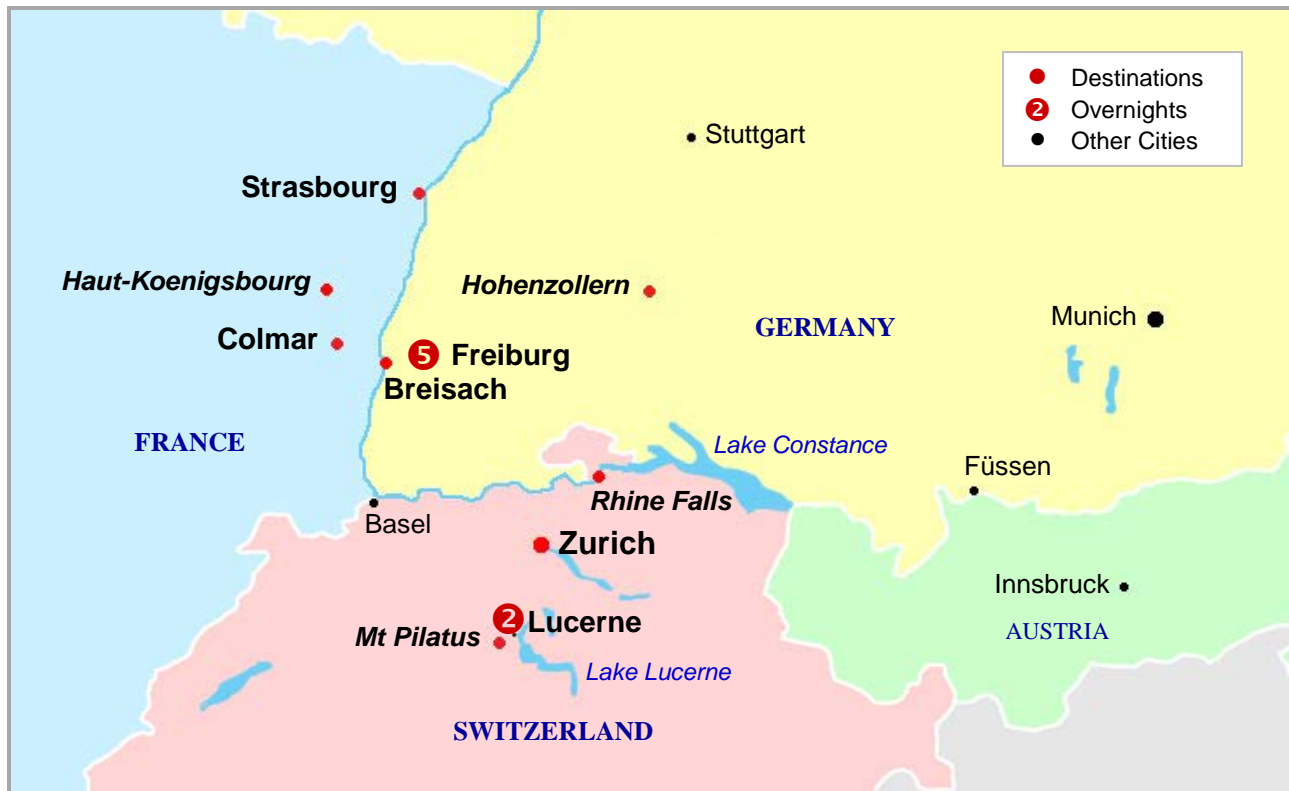 Destinations
2 Overnights
Other Cities
Stuttgart
Strasbourg
Haut-Koenigsbourg
Hohenzollern
Munich
GERMANY
Colmar
5 Freiburg
Breisach
FRANCE
Lake Constance
Füssen
Rhine Falls
Basel
Zurich
Innsbruck
2 Lucerne
AUSTRIA
Mt Pilatus
Lake Lucerne
SWITZERLAND